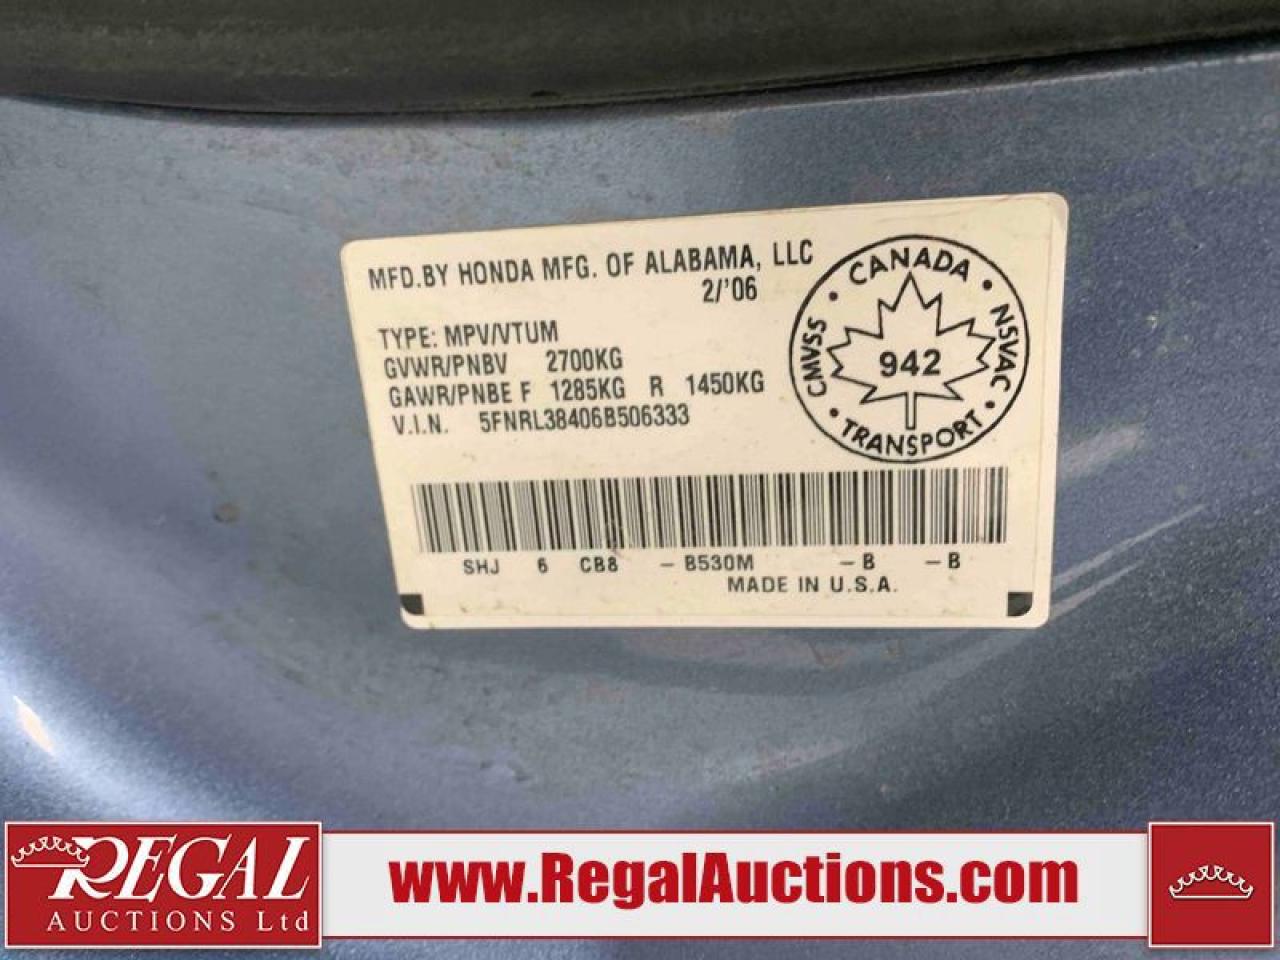 MFD.BY HONDA MFG. OF ALABAMA, LLC
2/'06
TYPE: MPV/VTUM
GVWR/PNBV 2700KG
GAWR/PNBE F 1285KG R 1450KG
V.I.N. 5FNRL38406B506333
• CANADA •
CMVSS
942
NSVAC
• TRANSPORT •
SHJ 6 CB8 - B530M - B - B
MADE IN U.S.A.
REGAL
AUCTIONS Ltd
www.RegalAuctions.com